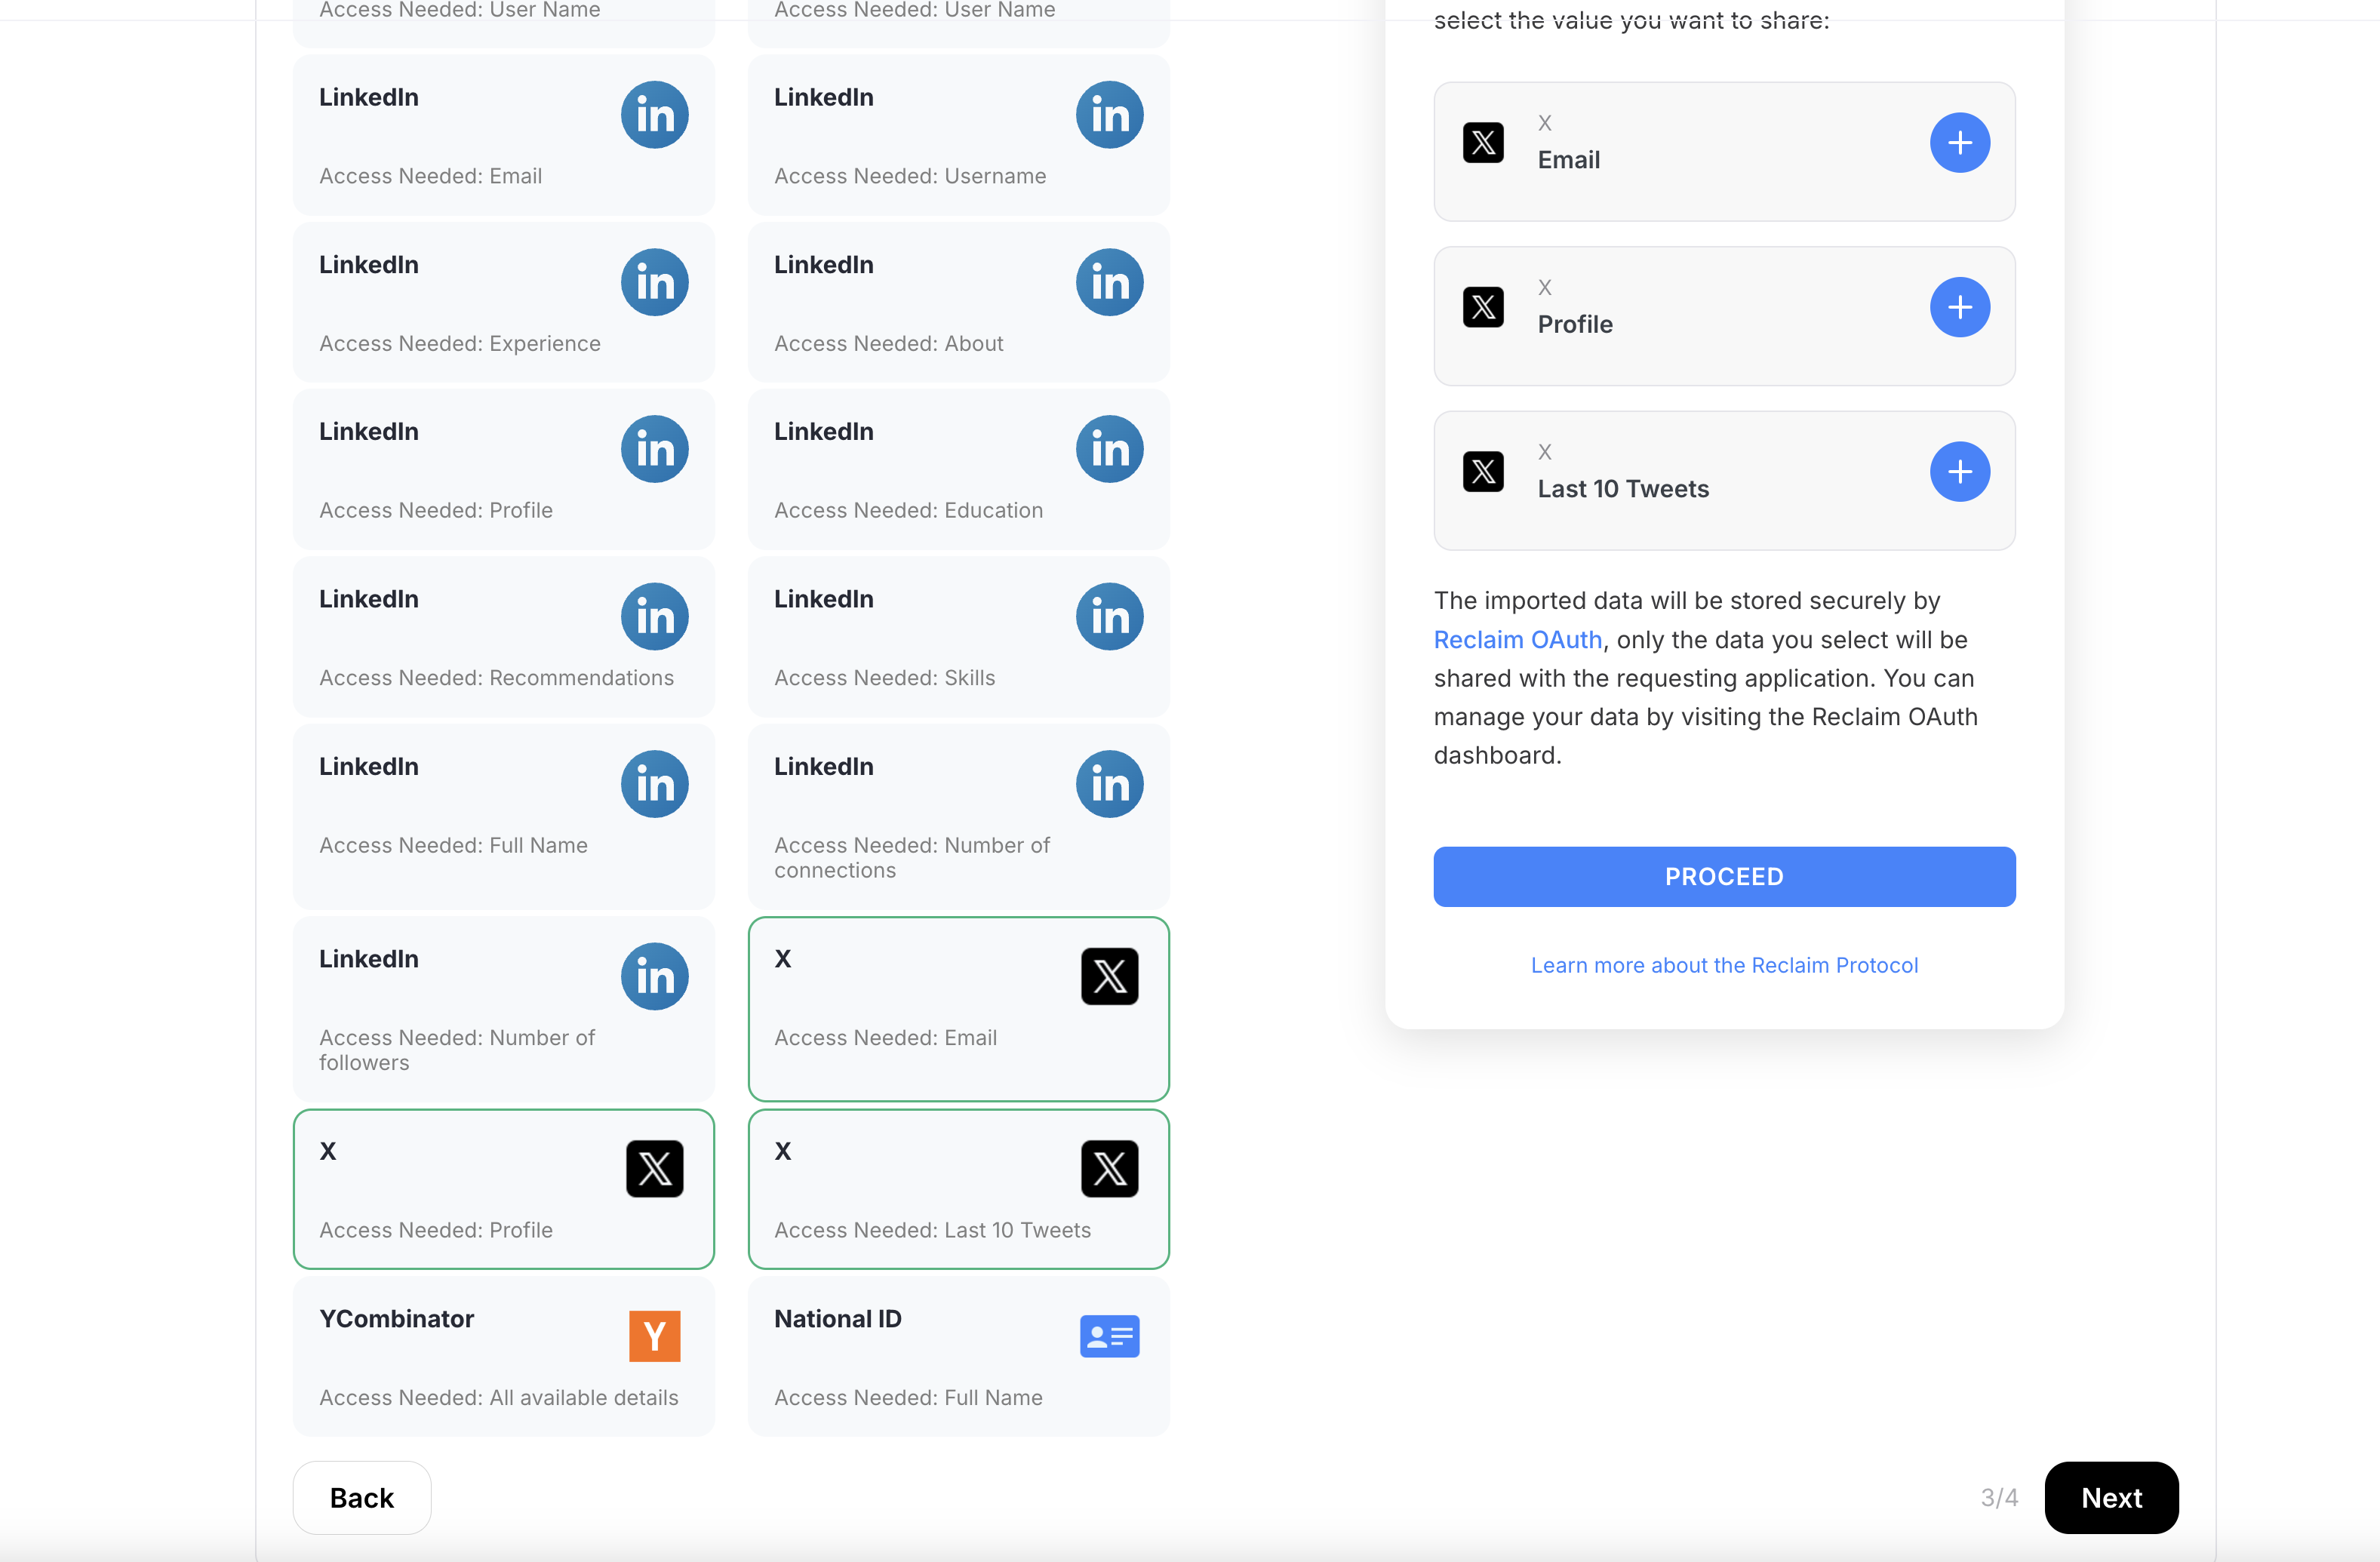 Access Needed: User Name
Access Needed: User Name
LinkedIn
Access Needed: Email
LinkedIn
Access Needed: Username
LinkedIn
Access Needed: Experience
LinkedIn
Access Needed: About
LinkedIn
Access Needed: Profile
LinkedIn
Access Needed: Education
LinkedIn
Access Needed: Recommendations
LinkedIn
Access Needed: Skills
LinkedIn
Access Needed: Full Name
LinkedIn
Access Needed: Number of
connections
LinkedIn
Access Needed: Number of
followers
X
Access Needed: Email
X
Access Needed: Profile
X
Access Needed: Last 10 Tweets
YCombinator
Y
Access Needed: All available details
National ID
Access Needed: Full Name
select the value you want to share:
X
Email
X
Profile
X
Last 10 Tweets
The imported data will be stored securely by
Reclaim OAuth, only the data you select will be
shared with the requesting application. You can
manage your data by visiting the Reclaim OAuth
dashboard.
PROCEED
Learn more about the Reclaim Protocol
Back
3/4
Next